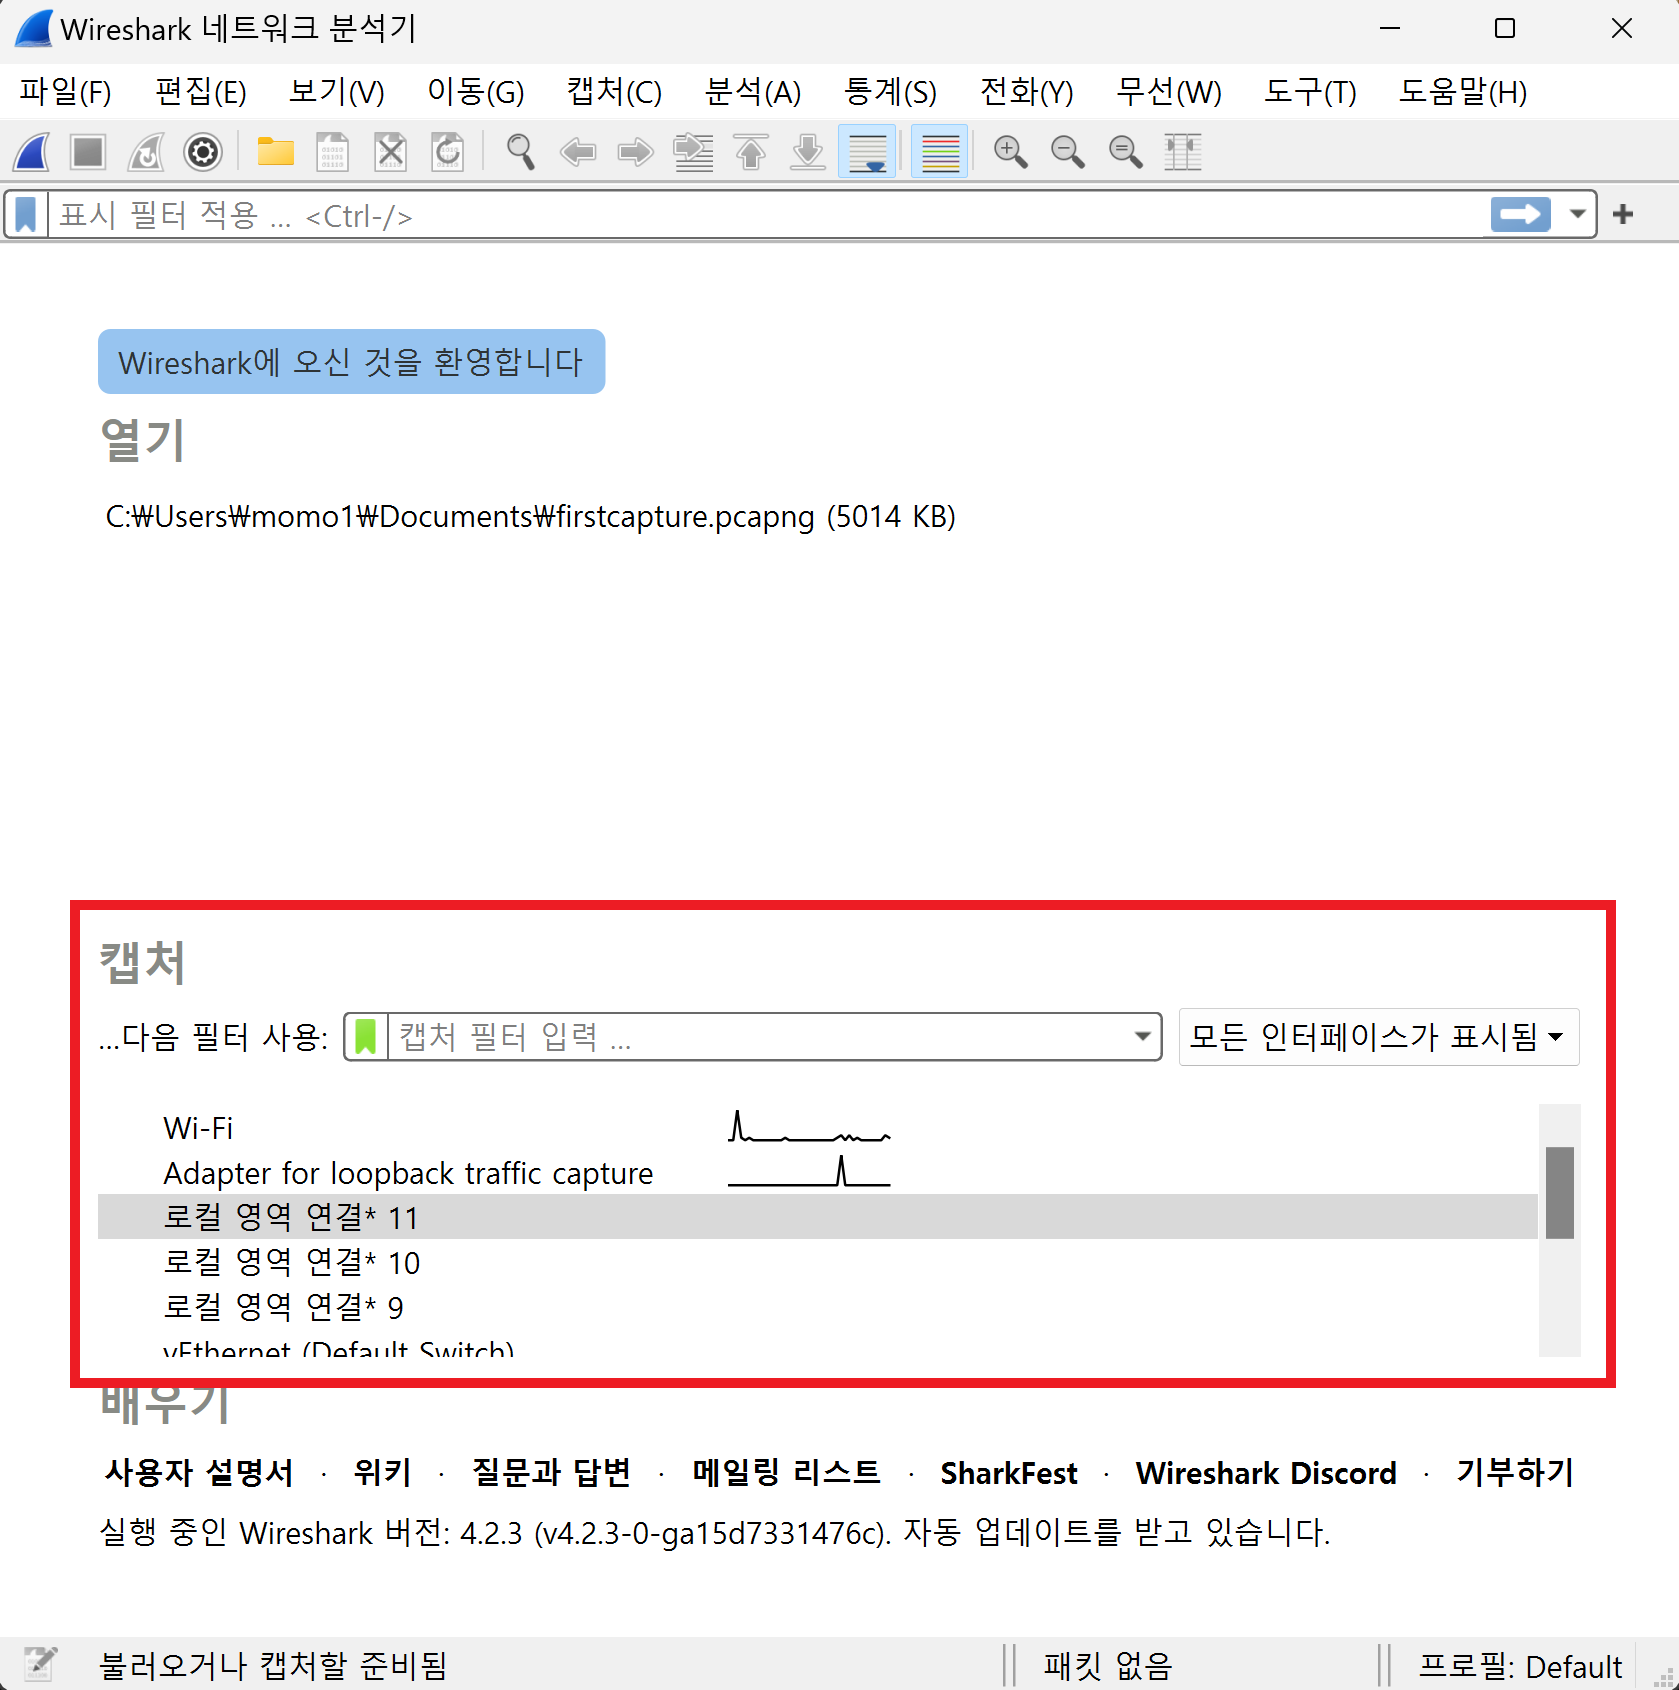 Wireshark 네트워크 분석기
파일(F) 편집(E) 보기(V) 이동(G) 캡처(C) 분석(A) 통계(S) 전화(Y) 무선(W) 도구(T) 도움말(H)
표시 필터 적용 ... <Ctrl-/>
Wireshark에 오신 것을 환영합니다
열기
C:₩Users₩momo1₩Documents₩firstcapture.pcapng (5014 KB)
캡처
...다음 필터 사용: 캡처 필터 입력 ... 모든 인터페이스가 표시됨
Wi-Fi
Adapter for loopback traffic capture
로컬 영역 연결* 11
로컬 영역 연결* 10
로컬 영역 연결* 9
vEthernet (Default Switch)
배우기
사용자 설명서 · 위키 · 질문과 답변 · 메일링 리스트 · SharkFest · Wireshark Discord · 기부하기
실행 중인 Wireshark 버전: 4.2.3 (v4.2.3-0-ga15d7331476c). 자동 업데이트를 받고 있습니다.
불러오거나 캡처할 준비됨 패킷 없음 프로필: Default